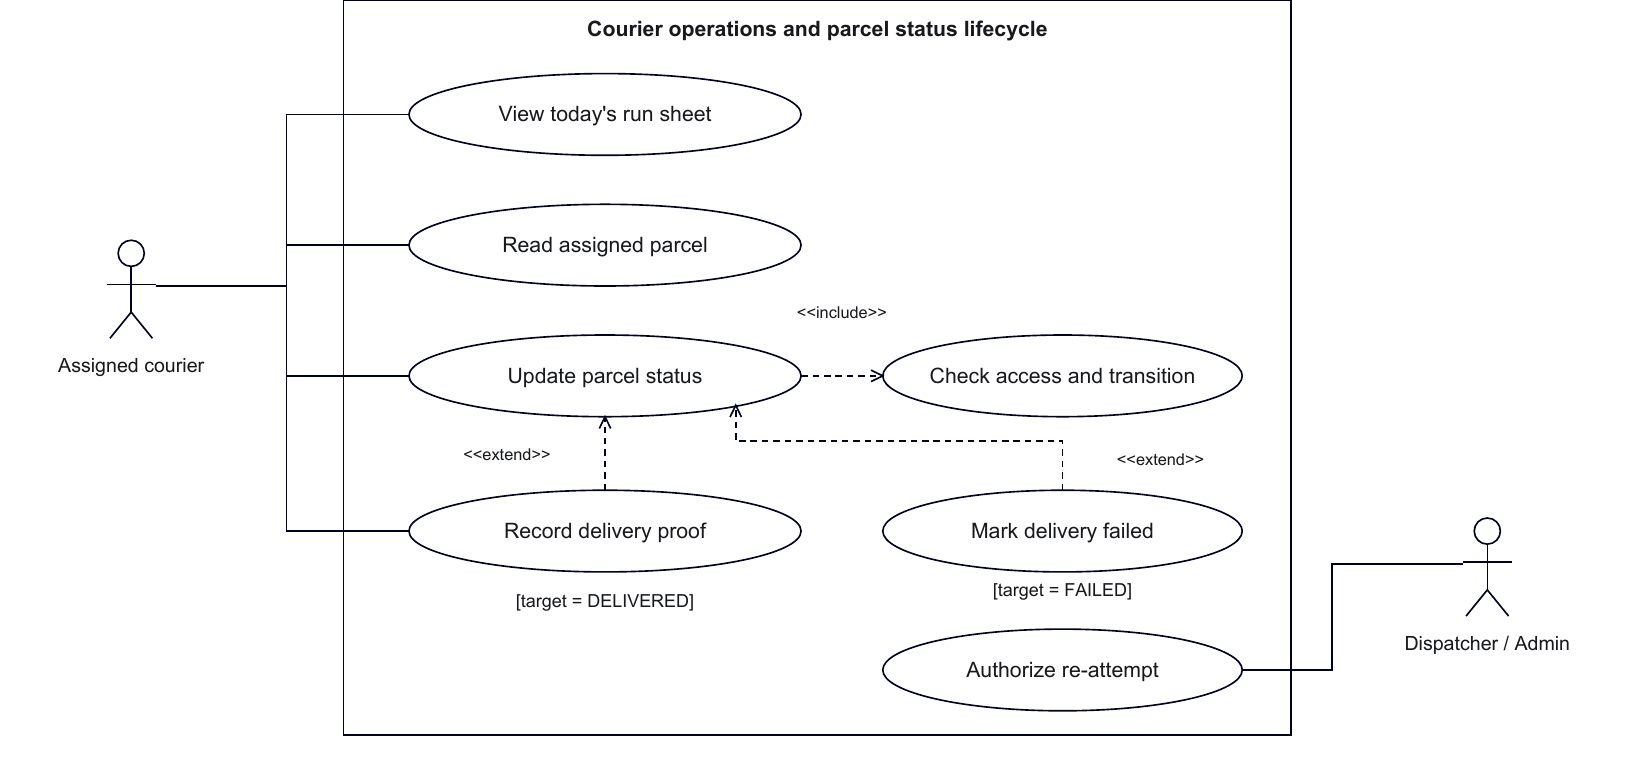 Courier operations and parcel status lifecycle
View today's run sheet
Read assigned parcel
<<include>>
Assigned courier
Update parcel status
Check access and transition
<<extend>>
<<extend>>
Record delivery proof
Mark delivery failed
[target = DELIVERED]
[target = FAILED]
Dispatcher / Admin
Authorize re-attempt